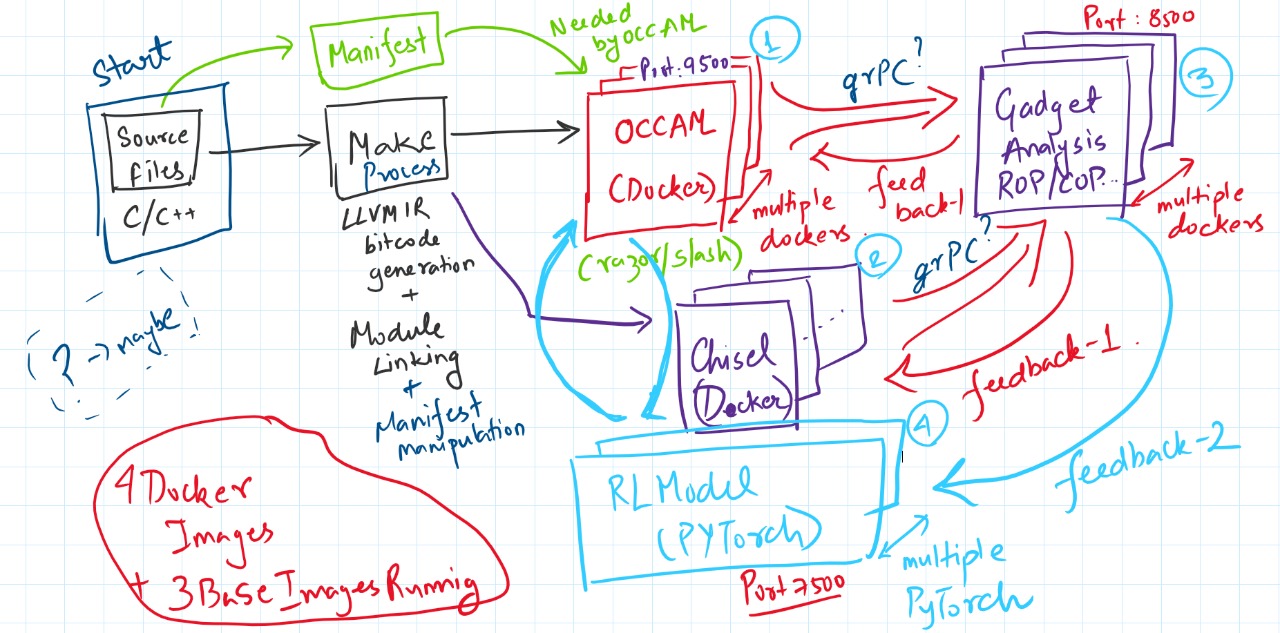 Start
Source
files
C/C++
? -> maybe
Manifest
Make
Process
LLVM IR
bitcode
generation
+
Module
Linking
+
Manifest
manipulation
Needed
by OCCAM
1
Port: 9500
OCCAM
(Docker)
multiple
dockers.
(razor/slash)
grPC?
feed
back-1
Port: 8500
3
Gadget
Analysis
ROP/COP...
multiple
dockers
2
Chisel
(Docker)
....
grPC?
feedback-1.
feedback-2
4
RL Model
(PYTorch)
Port 7500
multiple
PyTorch
4 Docker
Images
+ 3 Base Images Runnig